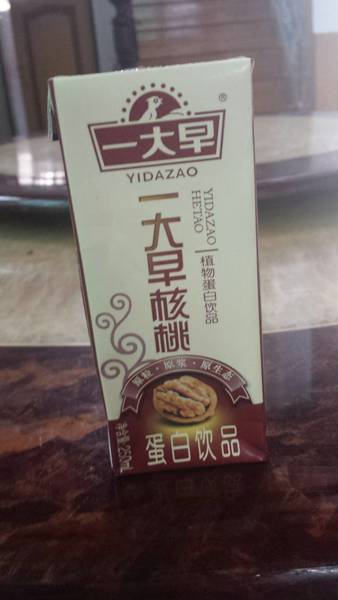 一大早
®
YIDAZAO
一大早核桃
YIDAZAO
HETAO
植物蛋白饮品
原粒·原浆·原生态
蛋白饮品
净含量:250ml